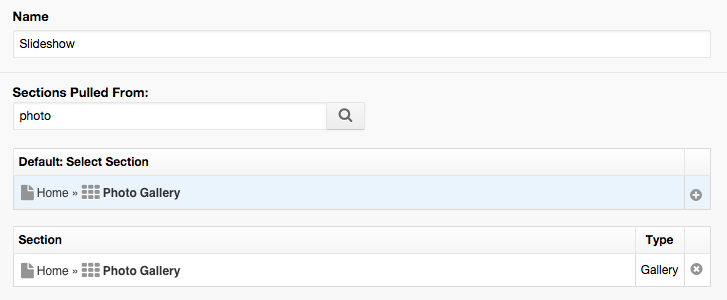 Name
Slideshow
Sections Pulled From:
photo
Default: Select Section
Home » Photo Gallery
Section Type
Home » Photo Gallery Gallery